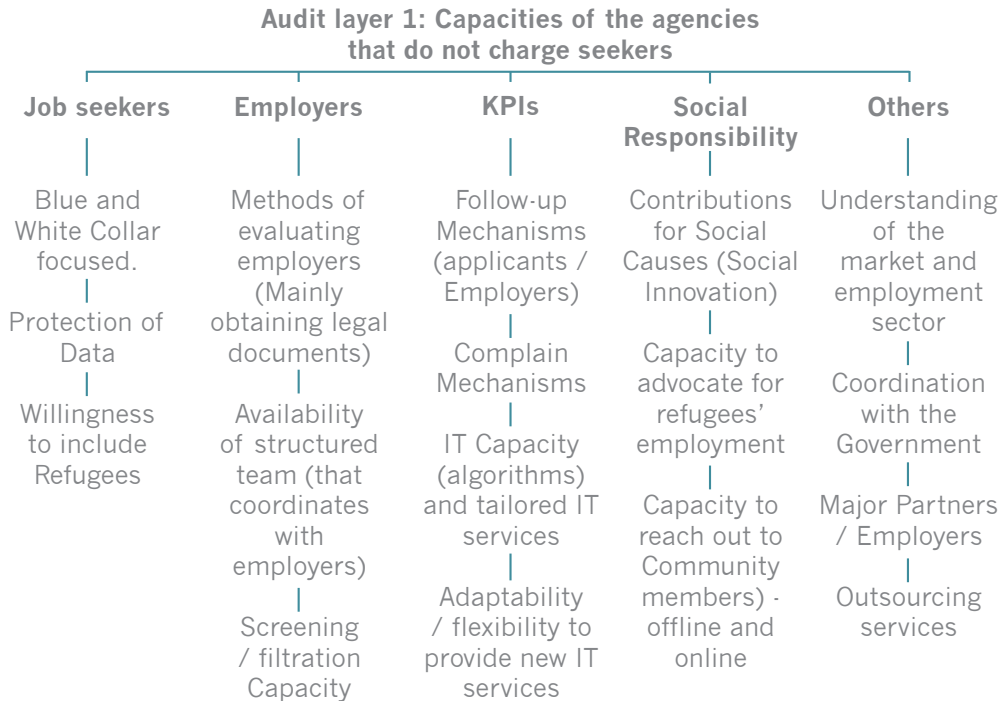 Audit layer 1: Capacities of the agencies
that do not charge seekers
Job seekers
Blue and
White Collar
focused.
Protection of
Data
Willingness
to include
Refugees
Employers
Methods of
evaluating
employers
(Mainly
obtaining legal
documents)
Availability
of structured
team (that
coordinates
with
employers)
Screening
/ filtration
Capacity
KPIs
Follow-up
Mechanisms
(applicants /
Employers)
Complain
Mechanisms
IT Capacity
(algorithms)
and tailored IT
services
Adaptability
/ flexibility to
provide new IT
services
Social
Responsibility
Contributions
for Social
Causes (Social
Innovation)
Capacity to
advocate for
refugees’
employment
Capacity to
reach out to
Community
members) -
offline and
online
Others
Understanding
of the
market and
employment
sector
Coordination
with the
Government
Major Partners
/ Employers
Outsourcing
services